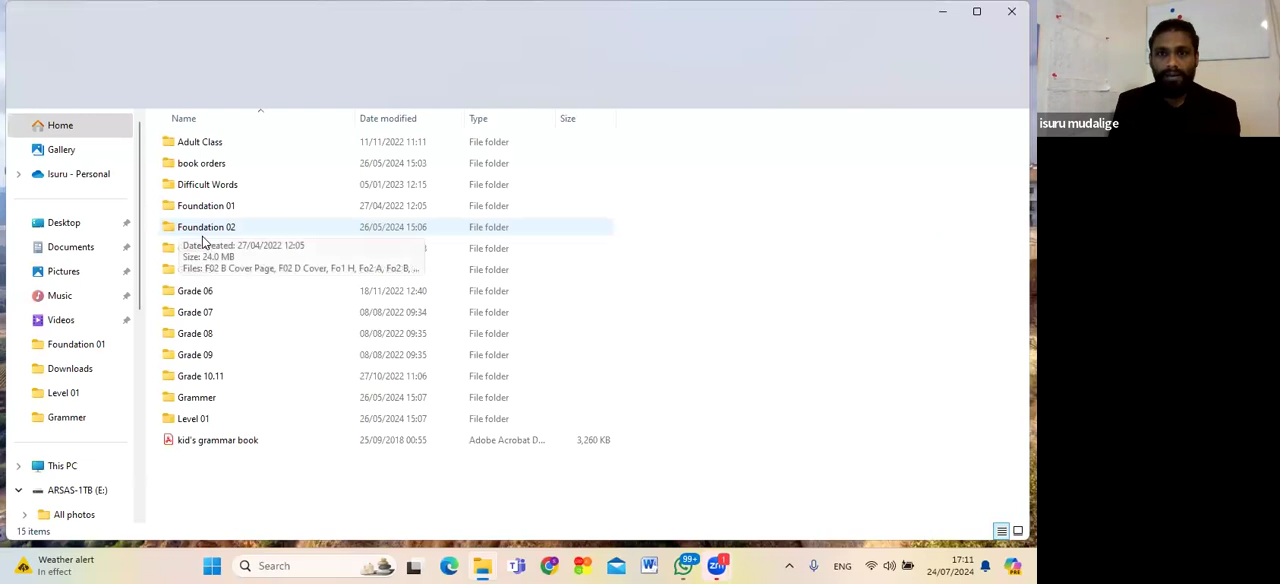 Name Date modified Type Size
Home
Gallery
Isuru - Personal
Desktop
Documents
Pictures
Music
Videos
Foundation 01
Downloads
Level 01
Grammer
This PC
ARSAS-1TB (E:)
All photos
Adult Class 11/11/2022 11:11 File folder
book orders 26/05/2024 15:03 File folder
Difficult Words 05/01/2023 12:15 File folder
Foundation 01 27/04/2022 12:05 File folder
Foundation 02 26/05/2024 15:06 File folder
Date created: 27/04/2022 12:05 File folder
Size: 24.0 MB
Files: F02 B Cover Page, F02 D Cover, Fo1 H, Fo2 A, Fo2 B, ... File folder
Grade 06 18/11/2022 12:40 File folder
Grade 07 08/08/2022 09:34 File folder
Grade 08 08/08/2022 09:35 File folder
Grade 09 08/08/2022 09:35 File folder
Grade 10.11 27/10/2022 11:06 File folder
Grammer 26/05/2024 15:07 File folder
Level 01 26/05/2024 15:07 File folder
kid's grammar book 25/09/2018 00:55 Adobe Acrobat D... 3,260 KB
15 items
isuru mudalige
Weather alert
In effect
Search
99+
1
ENG
17:11
24/07/2024
PRE